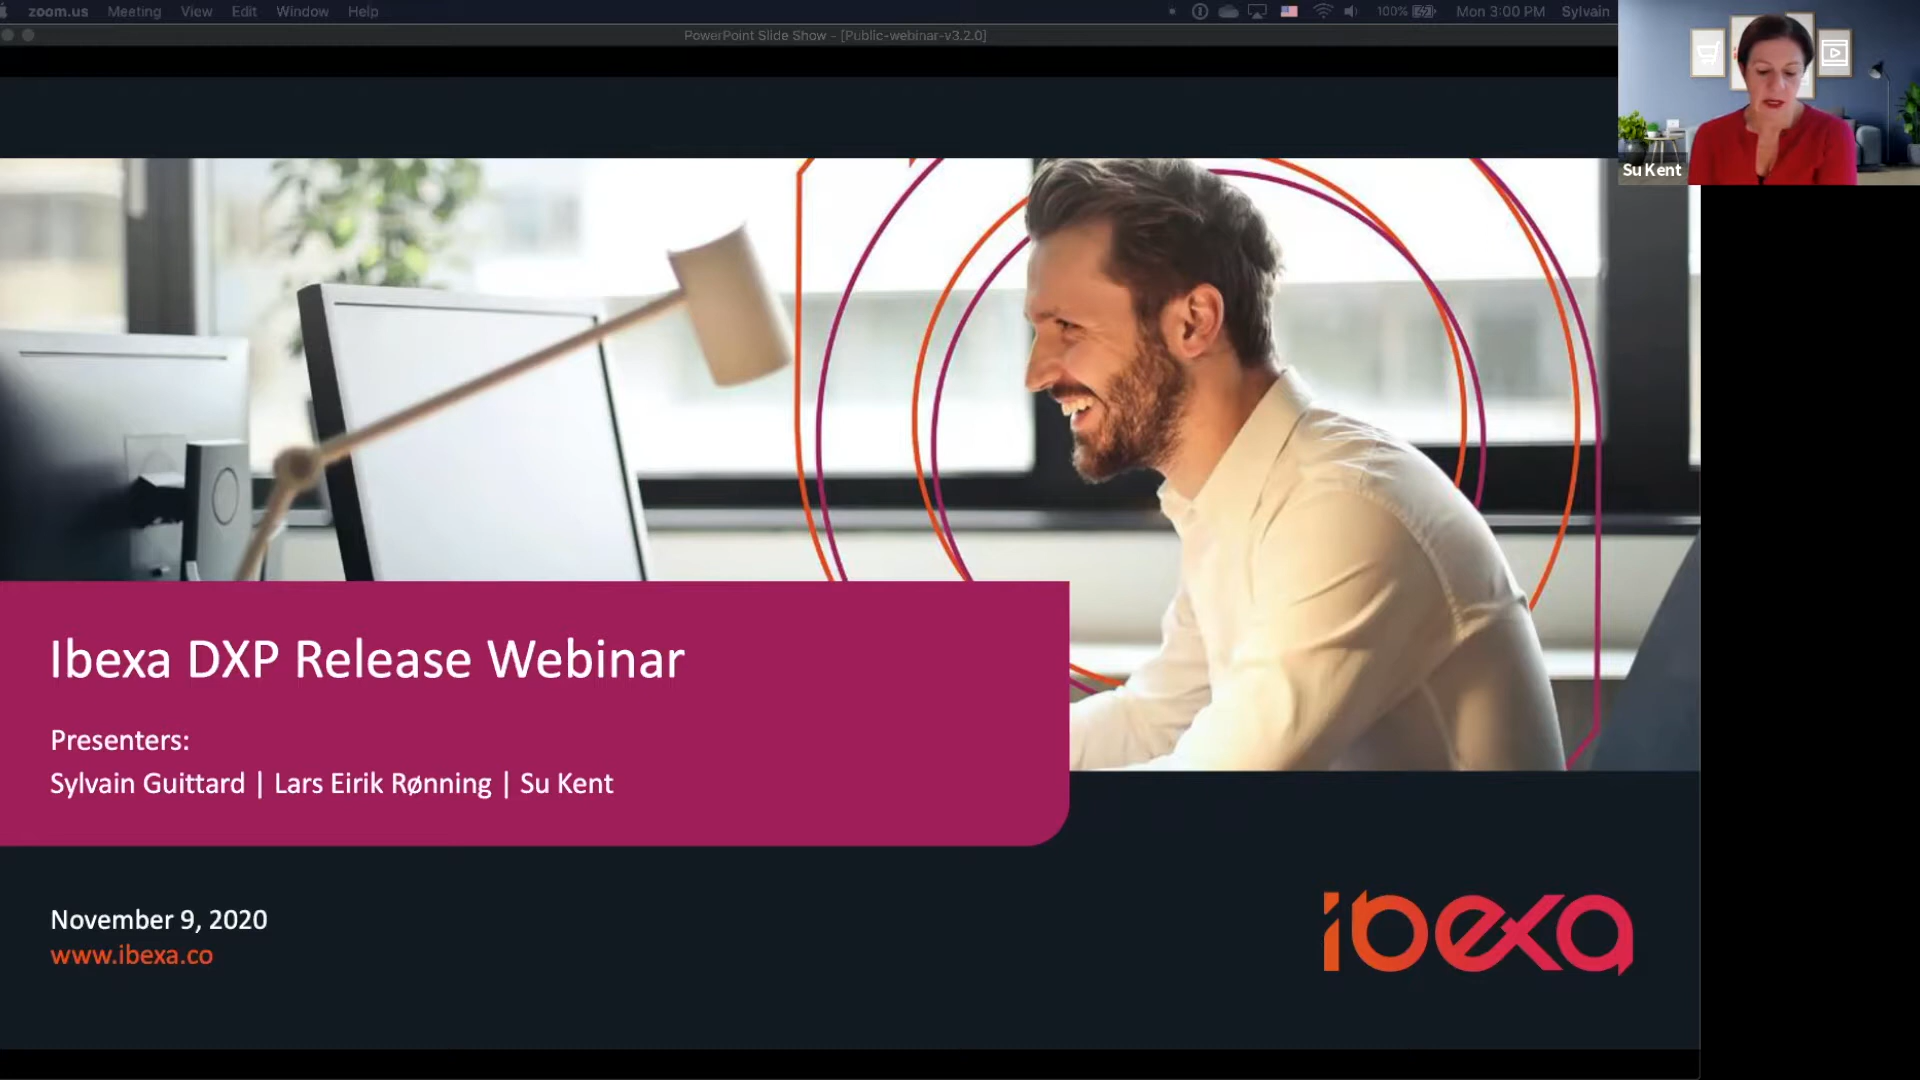 zoom.us Meeting View Edit Window Help 100% Mon 3:00 PM Sylvain
PowerPoint Slide Show - [Public-webinar-v3.2.0]
Su Kent
Ibexa DXP Release Webinar
Presenters:
Sylvain Guittard | Lars Eirik Rønning | Su Kent
November 9, 2020
www.ibexa.co
ibexa